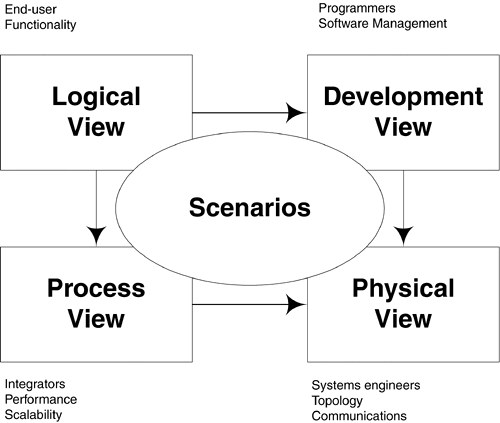 End-user
Functionality
Programmers
Software Management
Logical
View
Development
View
Scenarios
Process
View
Physical
View
Integrators
Performance
Scalability
Systems engineers
Topology
Communications